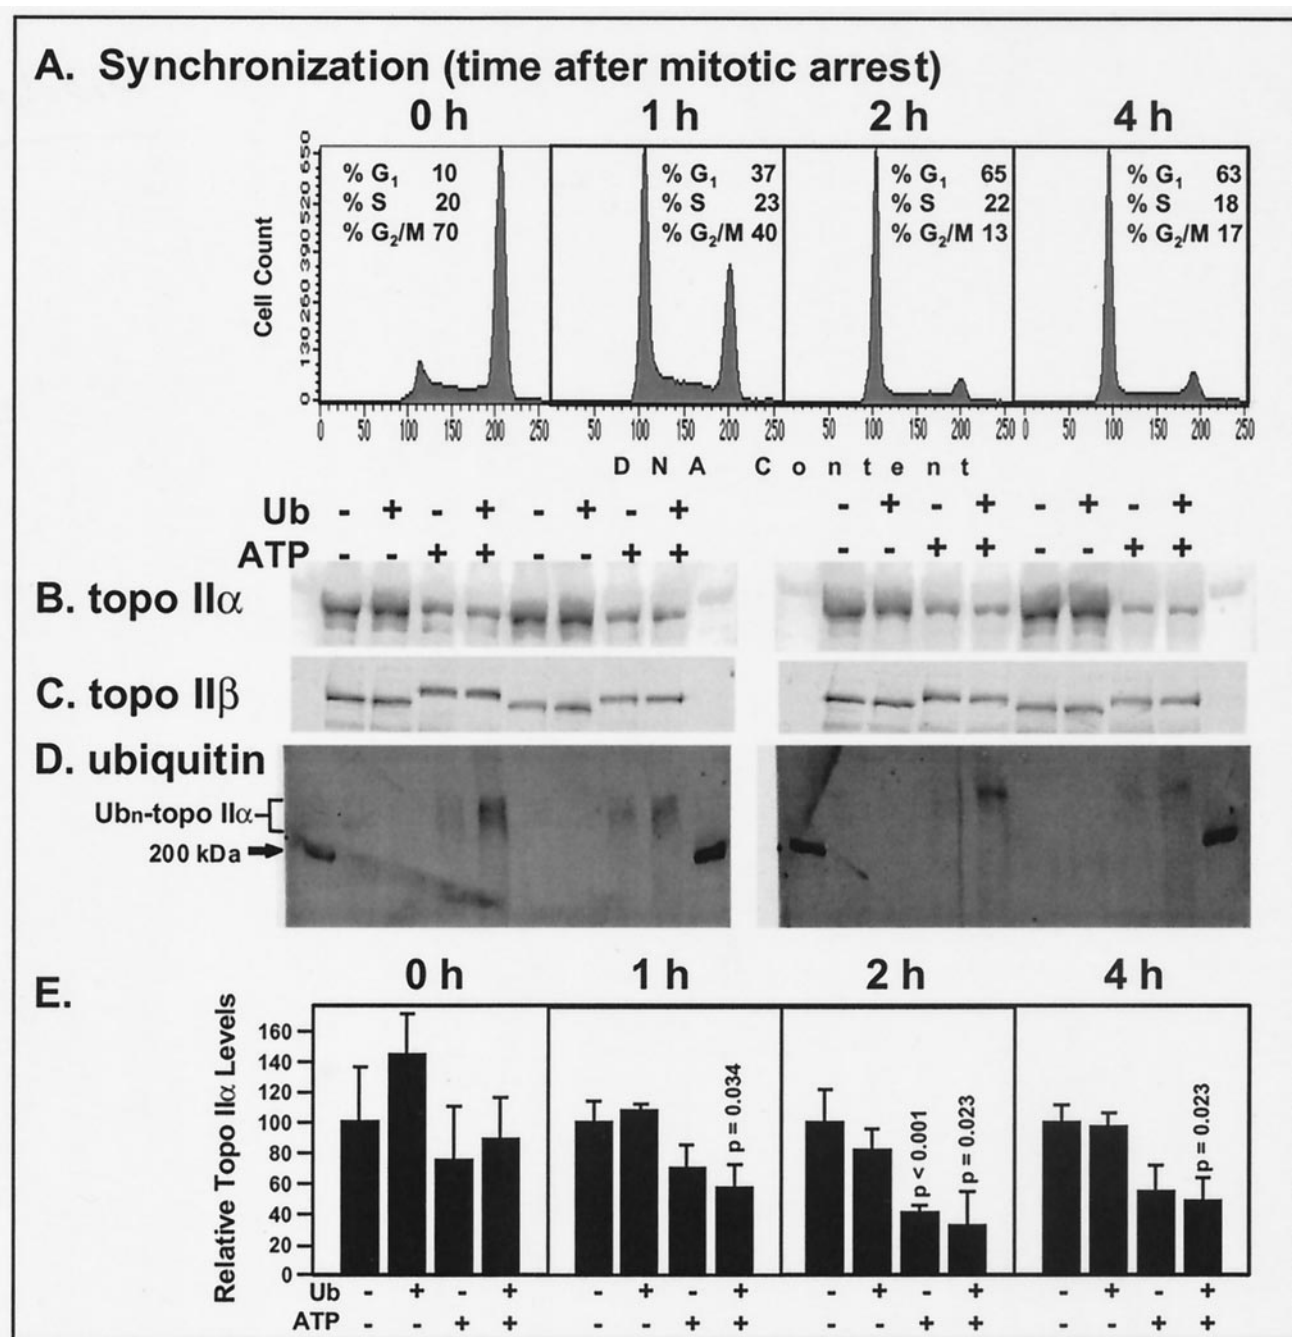 A. Synchronization (time after mitotic arrest)
0 h 1 h 2 h 4 h
% G1 10 % G1 37 % G1 65 % G1 63
% S 20 % S 23 % S 22 % S 18
% G2/M 70 % G2/M 40 % G2/M 13 % G2/M 17
Cell Count
0 130 260 390 520 650
0 50 100 150 200 250 50 100 150 200 250 50 100 150 200 250 0 50 100 150 200 250
DNA Content
Ub - + - + - + - + - + - + - + - +
ATP - - + + - - + + - - + + - - + +
B. topo IIα
C. topo IIβ
D. ubiquitin
Ubn-topo IIα
200 kDa
E.
0 h 1 h 2 h 4 h
Relative Topo IIα Levels
160
140
120
100
80
60
40
20
0
p = 0.034
p < 0.001
p = 0.023
p = 0.023
Ub - + - + - + - + - + - + - + - +
ATP - - + + - - + + - - + + - - + +